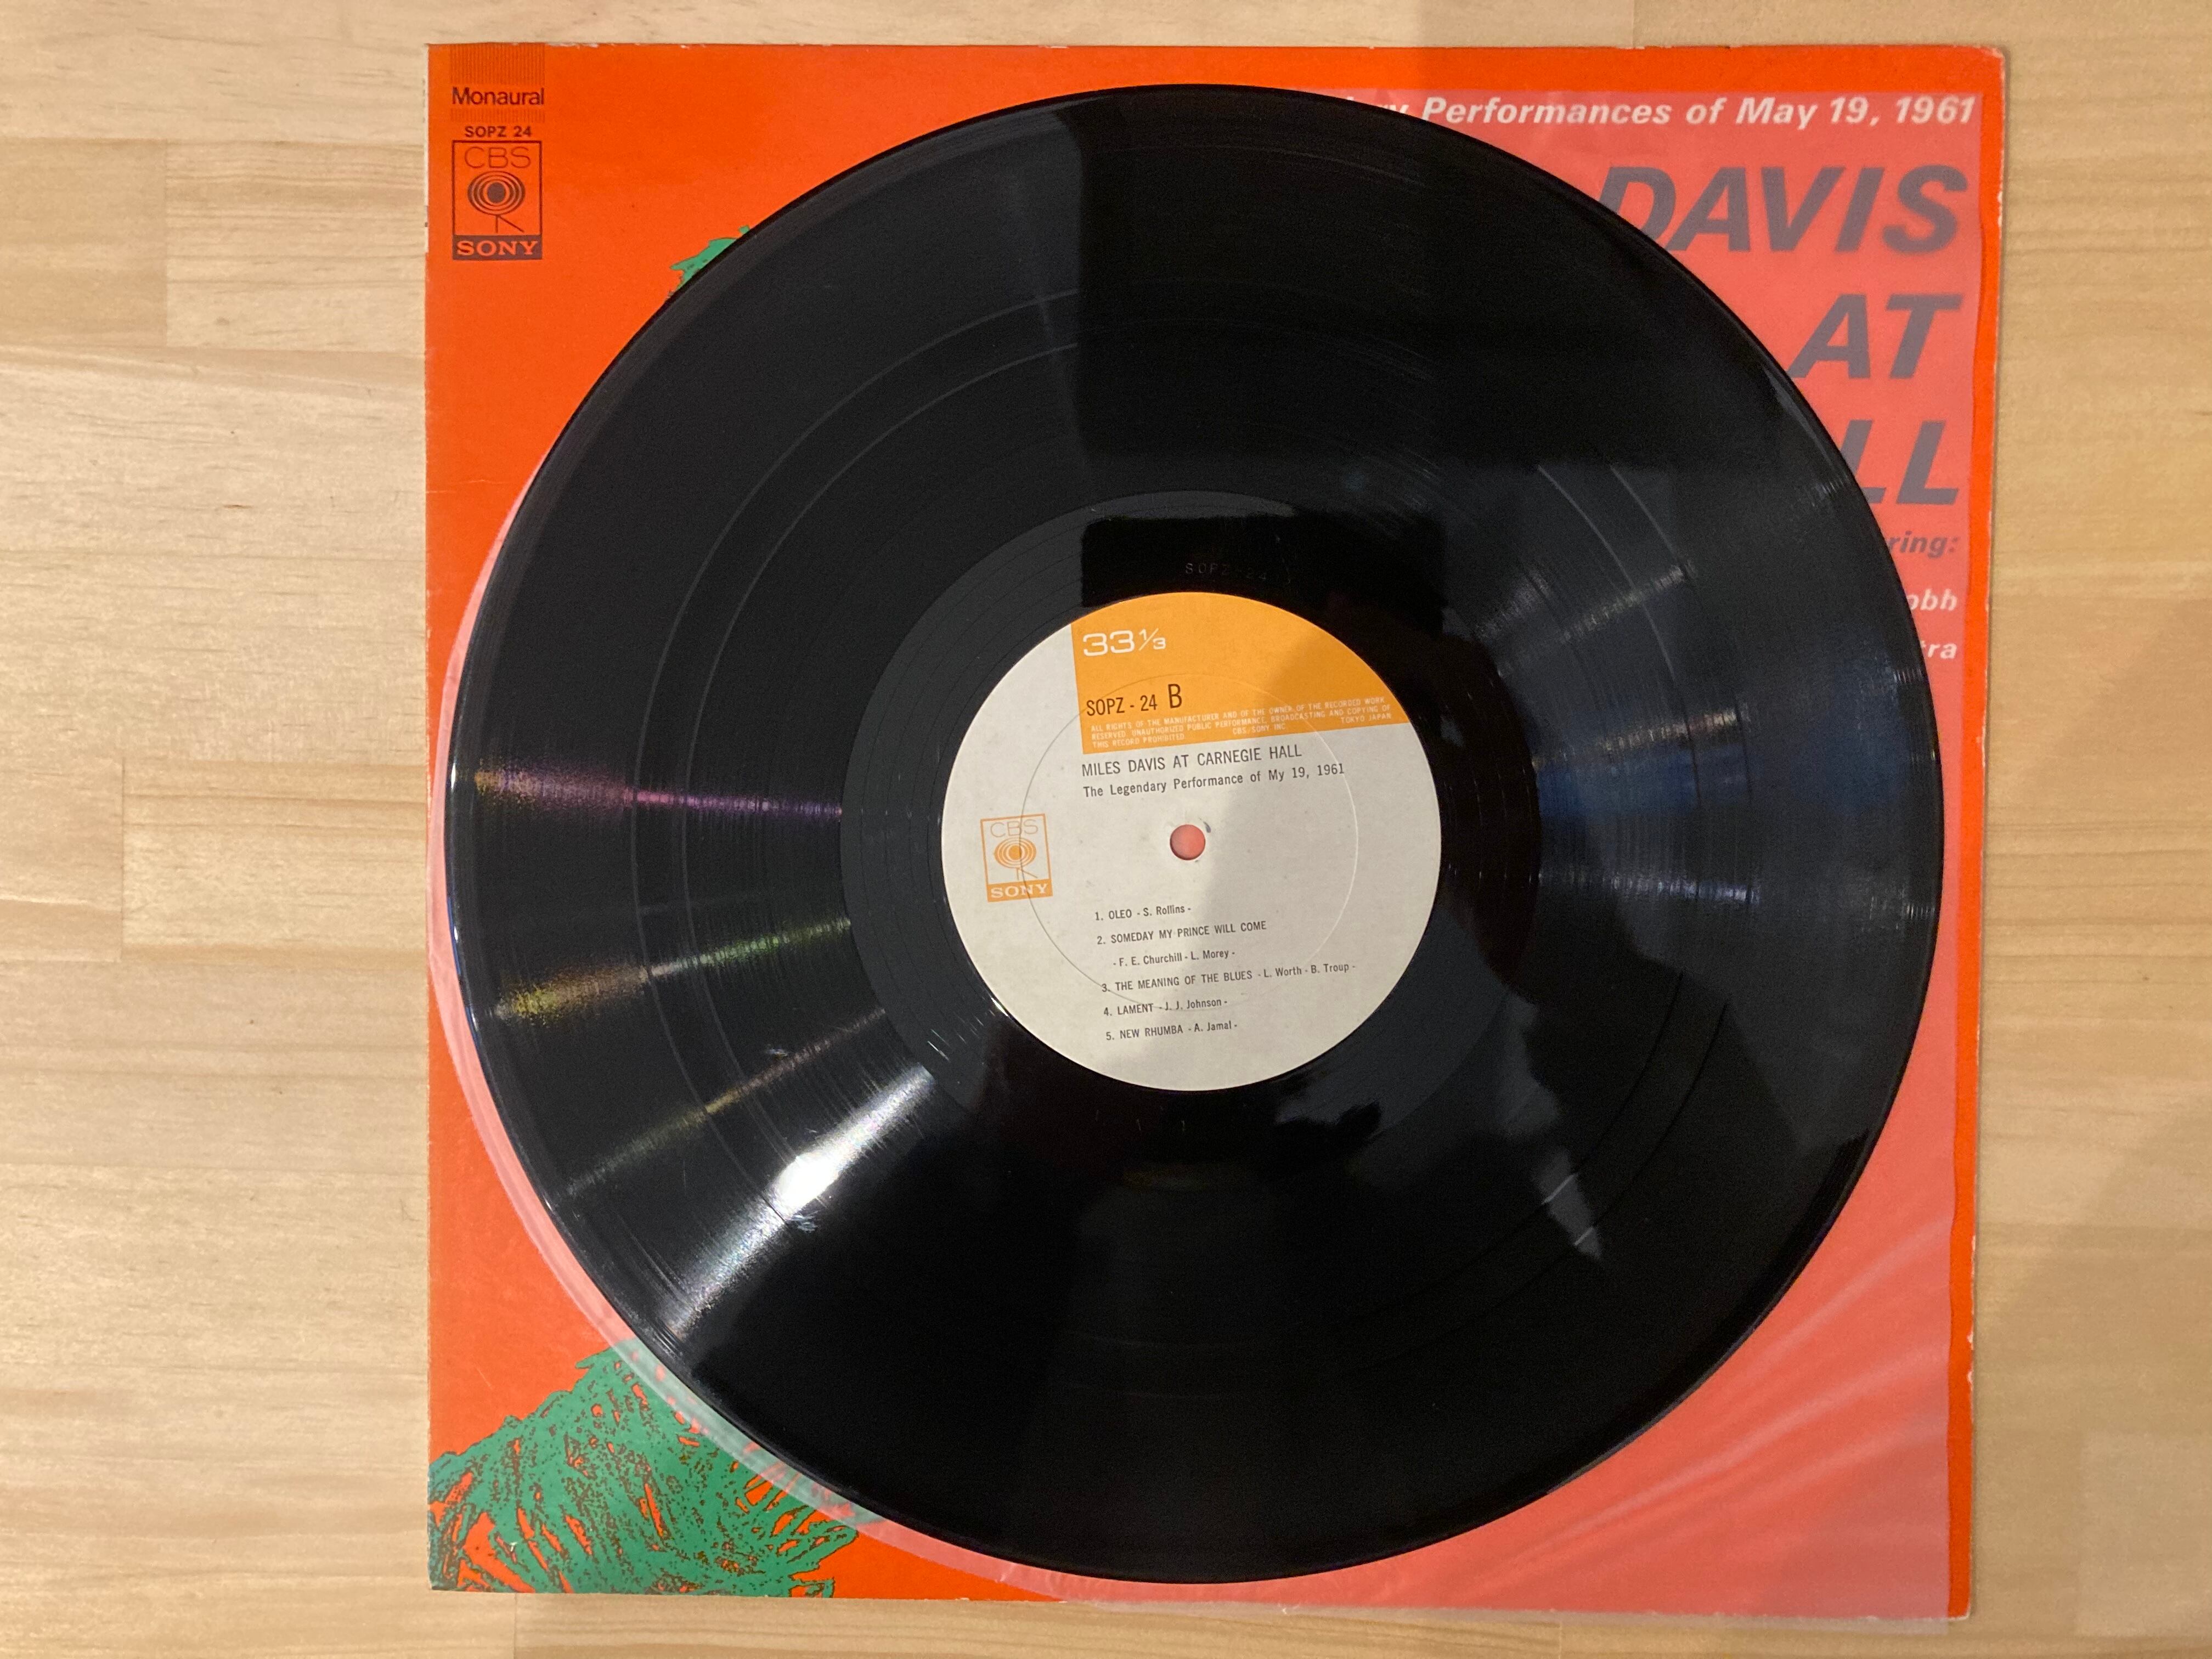 Monaural
SOPZ 24
CBS
SONY
Performances of May 19, 1961
DAVIS
AT
LL
ring:
obb
tra
SOPZ-24
33 1/3
SOPZ - 24 B
ALL RIGHTS OF THE MANUFACTURER AND OF THE OWNER OF THE RECORDED WORK
RESERVED UNAUTHORIZED PUBLIC PERFORMANCE, BROADCASTING AND COPYING OF
THIS RECORD PROHIBITED CBS/SONY INC. TOKYO JAPAN
MILES DAVIS AT CARNEGIE HALL
The Legendary Performance of My 19, 1961
CBS
SONY
1. OLEO - S. Rollins -
2. SOMEDAY MY PRINCE WILL COME
- F. E. Churchill - L. Morey -
3. THE MEANING OF THE BLUES - L. Worth - B. Troup -
4. LAMENT - J. J. Johnson -
5. NEW RHUMBA - A. Jamal -